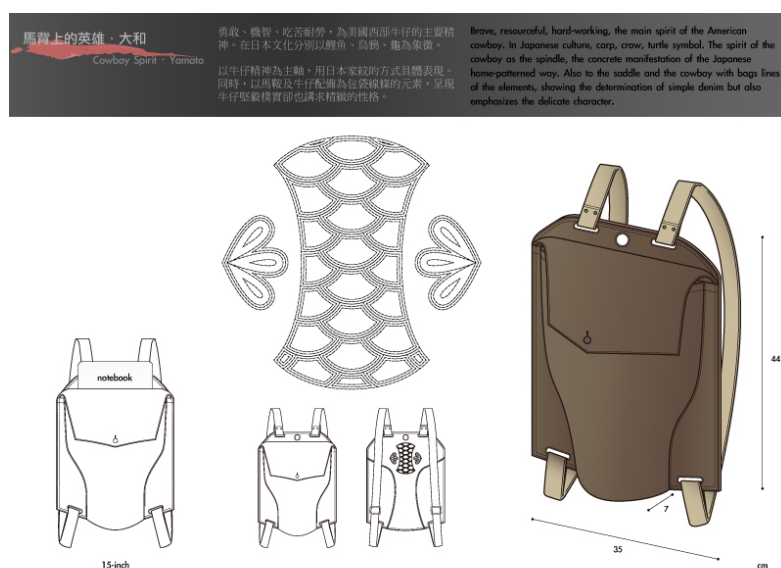 馬背上的英雄．大和
Cowboy Spirit、Yamato
勇敢、機智、吃苦耐勞，為美國西部牛仔的主要精
神。在日本文化分別以鯉魚、烏鴉、龜為象徵。
以牛仔精神為主軸，用日本家紋的方式具體表現。
同時，以馬鞍及牛仔配備為包袋線條的元素，呈現
牛仔堅毅樸實卻也講求精緻的性格。
Brave, resourceful, hard-working, the main spirit of the American
cowboy. In Japanese culture, carp, crow, turtle symbol. The spirit of the
cowboy as the spindle, the concrete manifestation of the Japanese
home-patterned way. Also to the saddle and the cowboy with bags lines
of the elements, showing the determination of simple denim but also
emphasizes the delicate character.
notebook
15-inch
44
7
35
cm